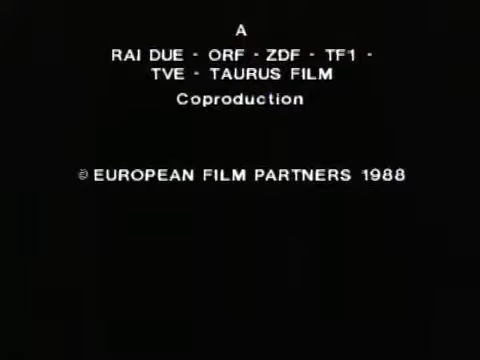 A
RAI DUE - ORF - ZDF - TF1 -
TVE - TAURUS FILM
Coproduction
© EUROPEAN FILM PARTNERS 1988